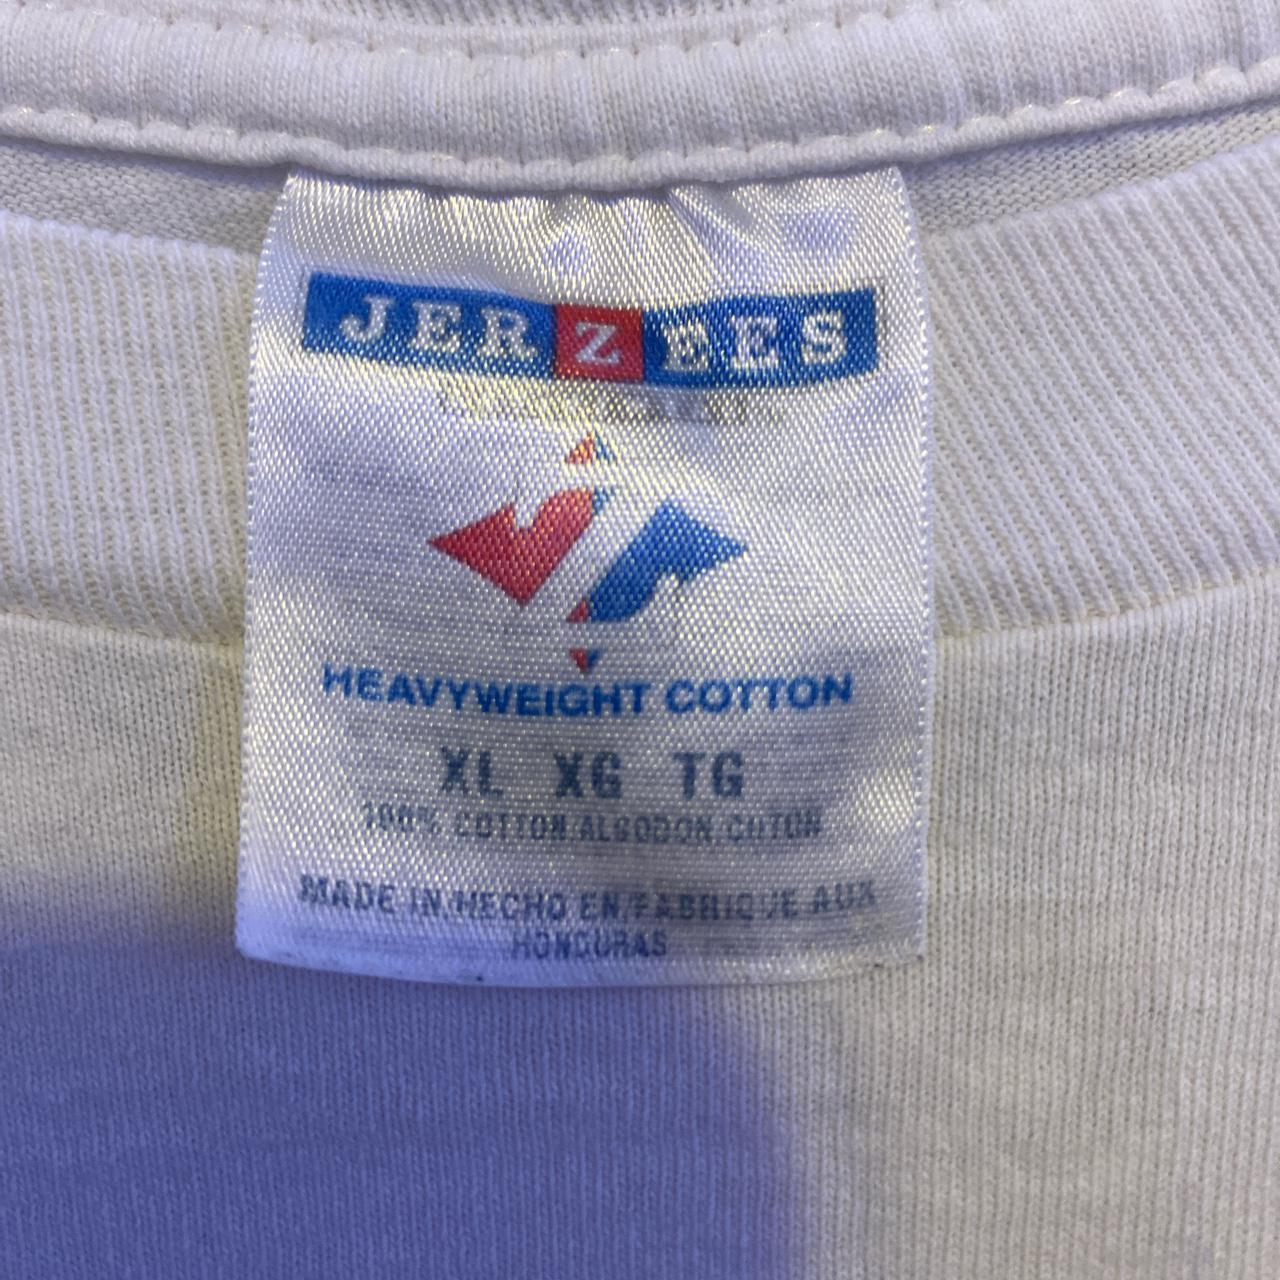 JERZEES
HEAVYWEIGHT COTTON
XL XG TG
100% COTTON/ALGODON/COTON
MADE IN/HECHO EN/FABRIQUE AUX
HONDURAS